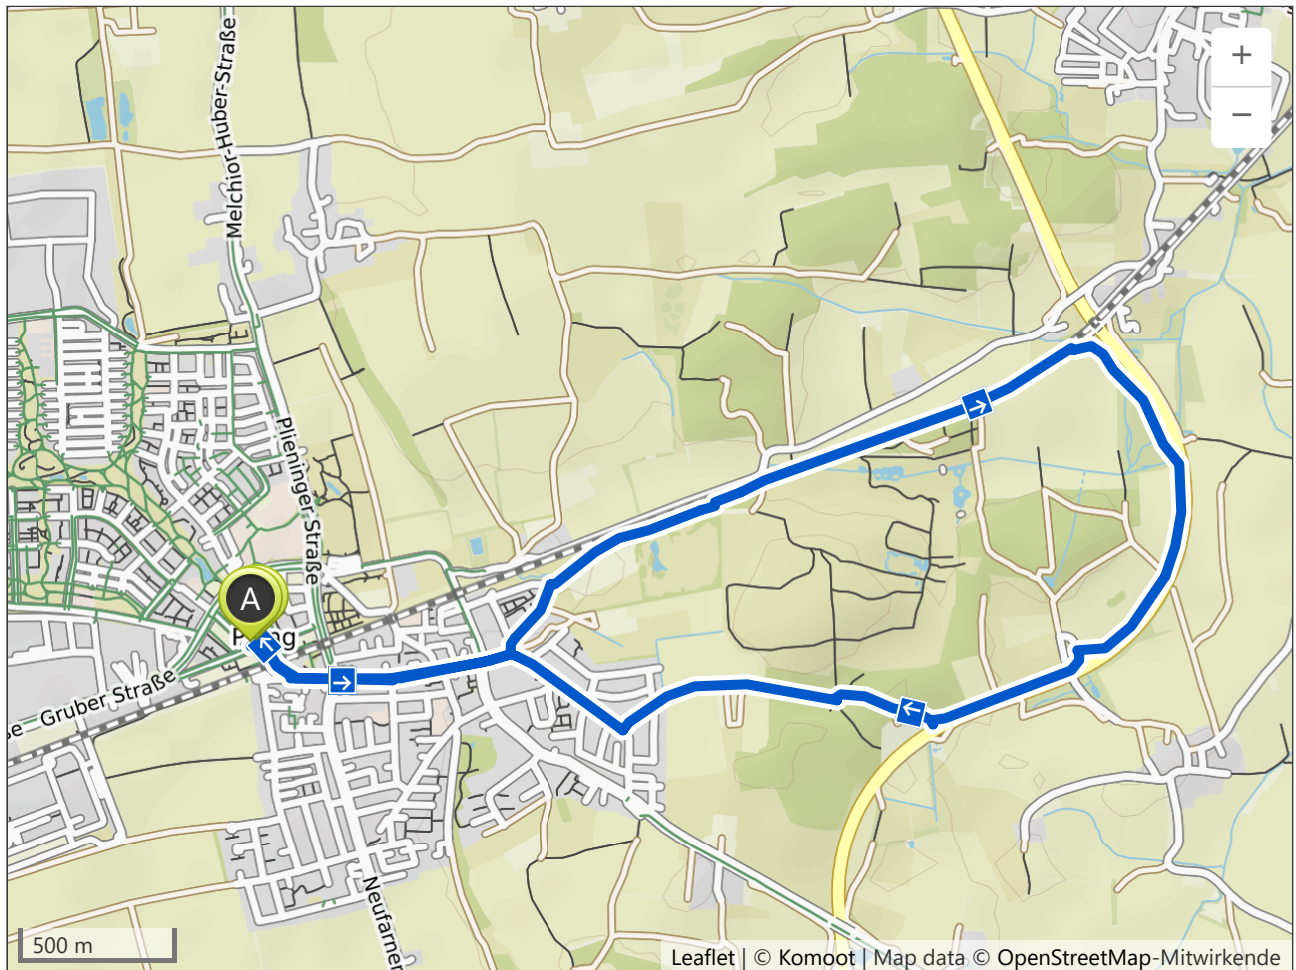 Melchior-Huber-Straße
+
−
Plieninger Straße
A
Gruber Straße
Neufarner
500 m
Leaflet | © Komoot | Map data © OpenStreetMap-Mitwirkende